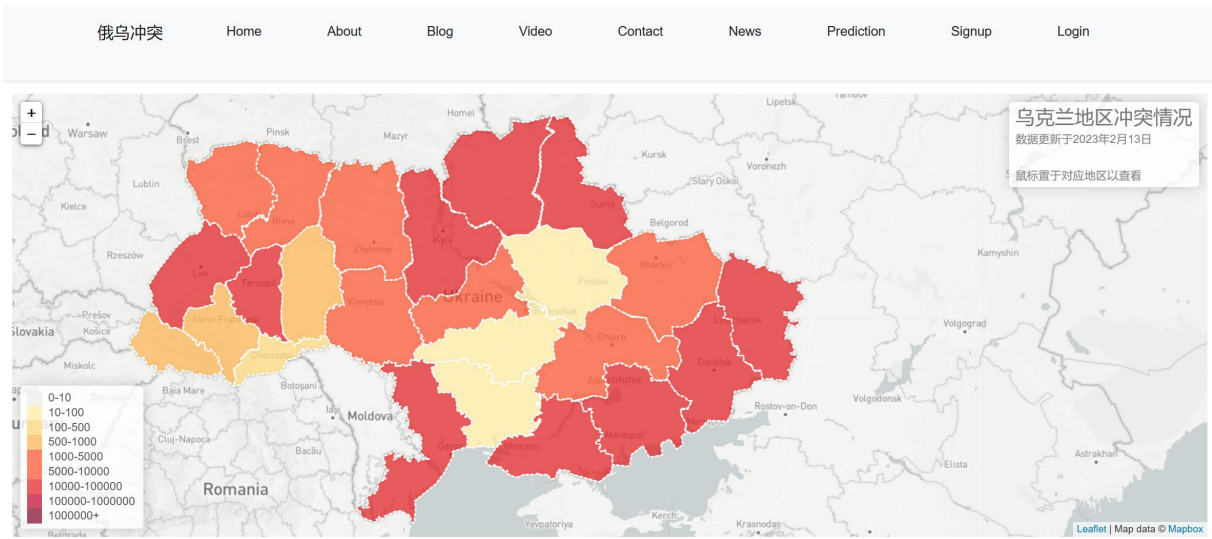 俄乌冲突 Home About Blog Video Contact News Prediction Signup Login
+
−
乌克兰地区冲突情况
数据更新于2023年2月13日
鼠标置于对应地区以查看
Lipetsk
Homel
Warsaw
Brest
Pinsk
Mazyr
Kursk
Voronezh
Stary Oskol
Lublin
Kielce
Sumy
Belgorod
Rivne
Kyiv
Zhytomyr
Rzeszów
Lviv
Ternopil
Kharkiv
Kamyshin
Poltava
Vinnytsia
Ukraine
Prešov
Košice
Slovakia
Ivano-Frankivsk
Volgograd
Miskolc
Chernivtsi
Dnipro
Donetsk
Baia Mare
Botoșani
Zaporizhzhia
Iași
Moldova
Rostov-on-Don
Volgodonsk
Cluj-Napoca
Bacău
Kherson
Melitopol
Elista
Astrakhan
Romania
Kerch
Yevpatoriya
Krasnodar
Belgrade
0-10
10-100
100-500
500-1000
1000-5000
5000-10000
10000-100000
100000-1000000
1000000+
Leaflet | Map data © Mapbox